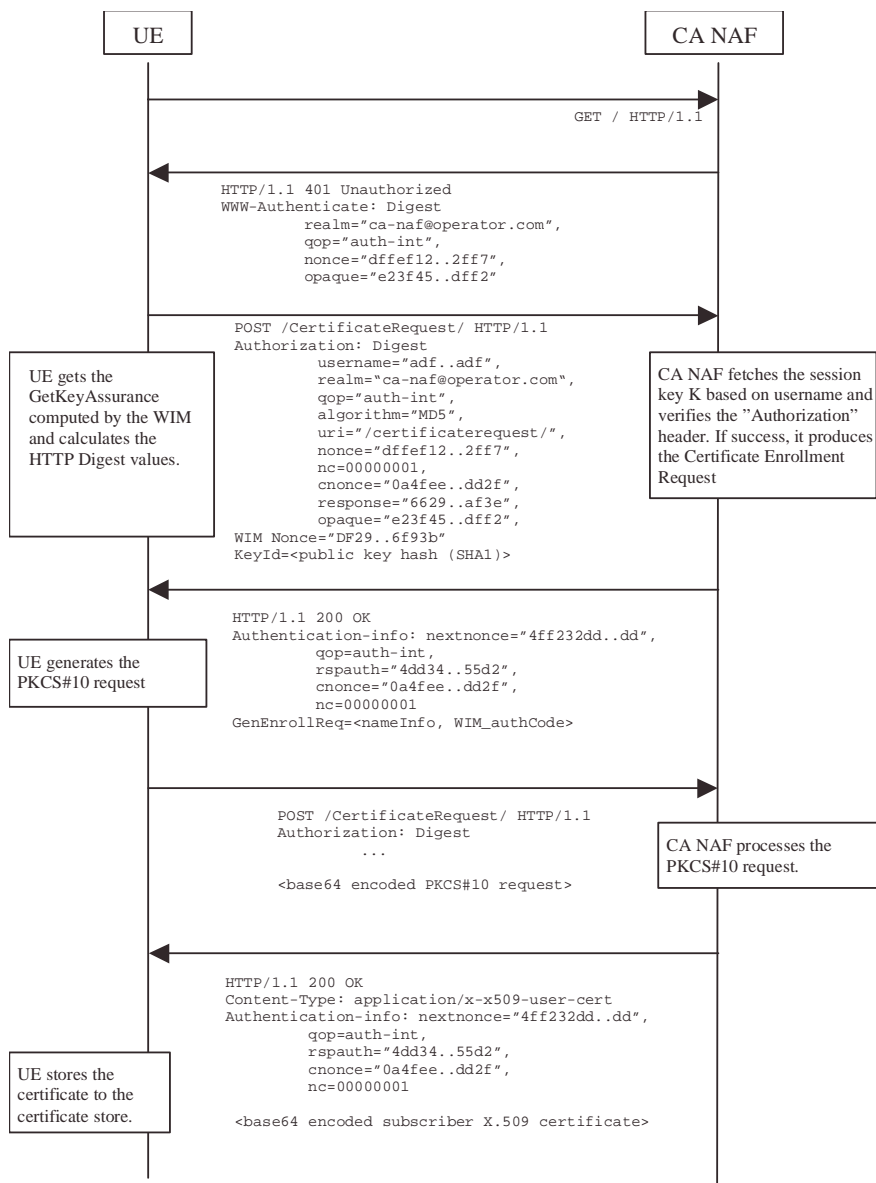 UE
CA NAF
GET / HTTP/1.1
HTTP/1.1 401 Unauthorized
WWW-Authenticate: Digest
realm="ca-naf@operator.com",
qop="auth-int",
nonce="dffef12..2ff7",
opaque="e23f45..dff2"
POST /CertificateRequest/ HTTP/1.1
Authorization: Digest
username="adf..adf",
realm="ca-naf@operator.com",
qop="auth-int",
algorithm="MD5",
uri="/certificaterequest/",
nonce="dffef12..2ff7",
nc=00000001,
cnonce="0a4fee..dd2f",
response="6629..af3e",
opaque="e23f45..dff2",
WIM Nonce="DF29..6f93b"
KeyId=<public key hash (SHA1)>
UE gets the
GetKeyAssurance
computed by the WIM
and calculates the
HTTP Digest values.
CA NAF fetches the session
key K based on username and
verifies the ”Authorization”
header. If success, it produces
the Certificate Enrollment
Request
HTTP/1.1 200 OK
Authentication-info: nextnonce="4ff232dd..dd",
qop=auth-int,
rspauth="4dd34..55d2",
cnonce="0a4fee..dd2f",
nc=00000001
GenEnrollReq=<nameInfo, WIM_authCode>
UE generates the
PKCS#10 request
POST /CertificateRequest/ HTTP/1.1
Authorization: Digest
...
<base64 encoded PKCS#10 request>
CA NAF processes the
PKCS#10 request.
HTTP/1.1 200 OK
Content-Type: application/x-x509-user-cert
Authentication-info: nextnonce="4ff232dd..dd",
qop=auth-int,
rspauth="4dd34..55d2",
cnonce="0a4fee..dd2f",
nc=00000001
<base64 encoded subscriber X.509 certificate>
UE stores the
certificate to the
certificate store.